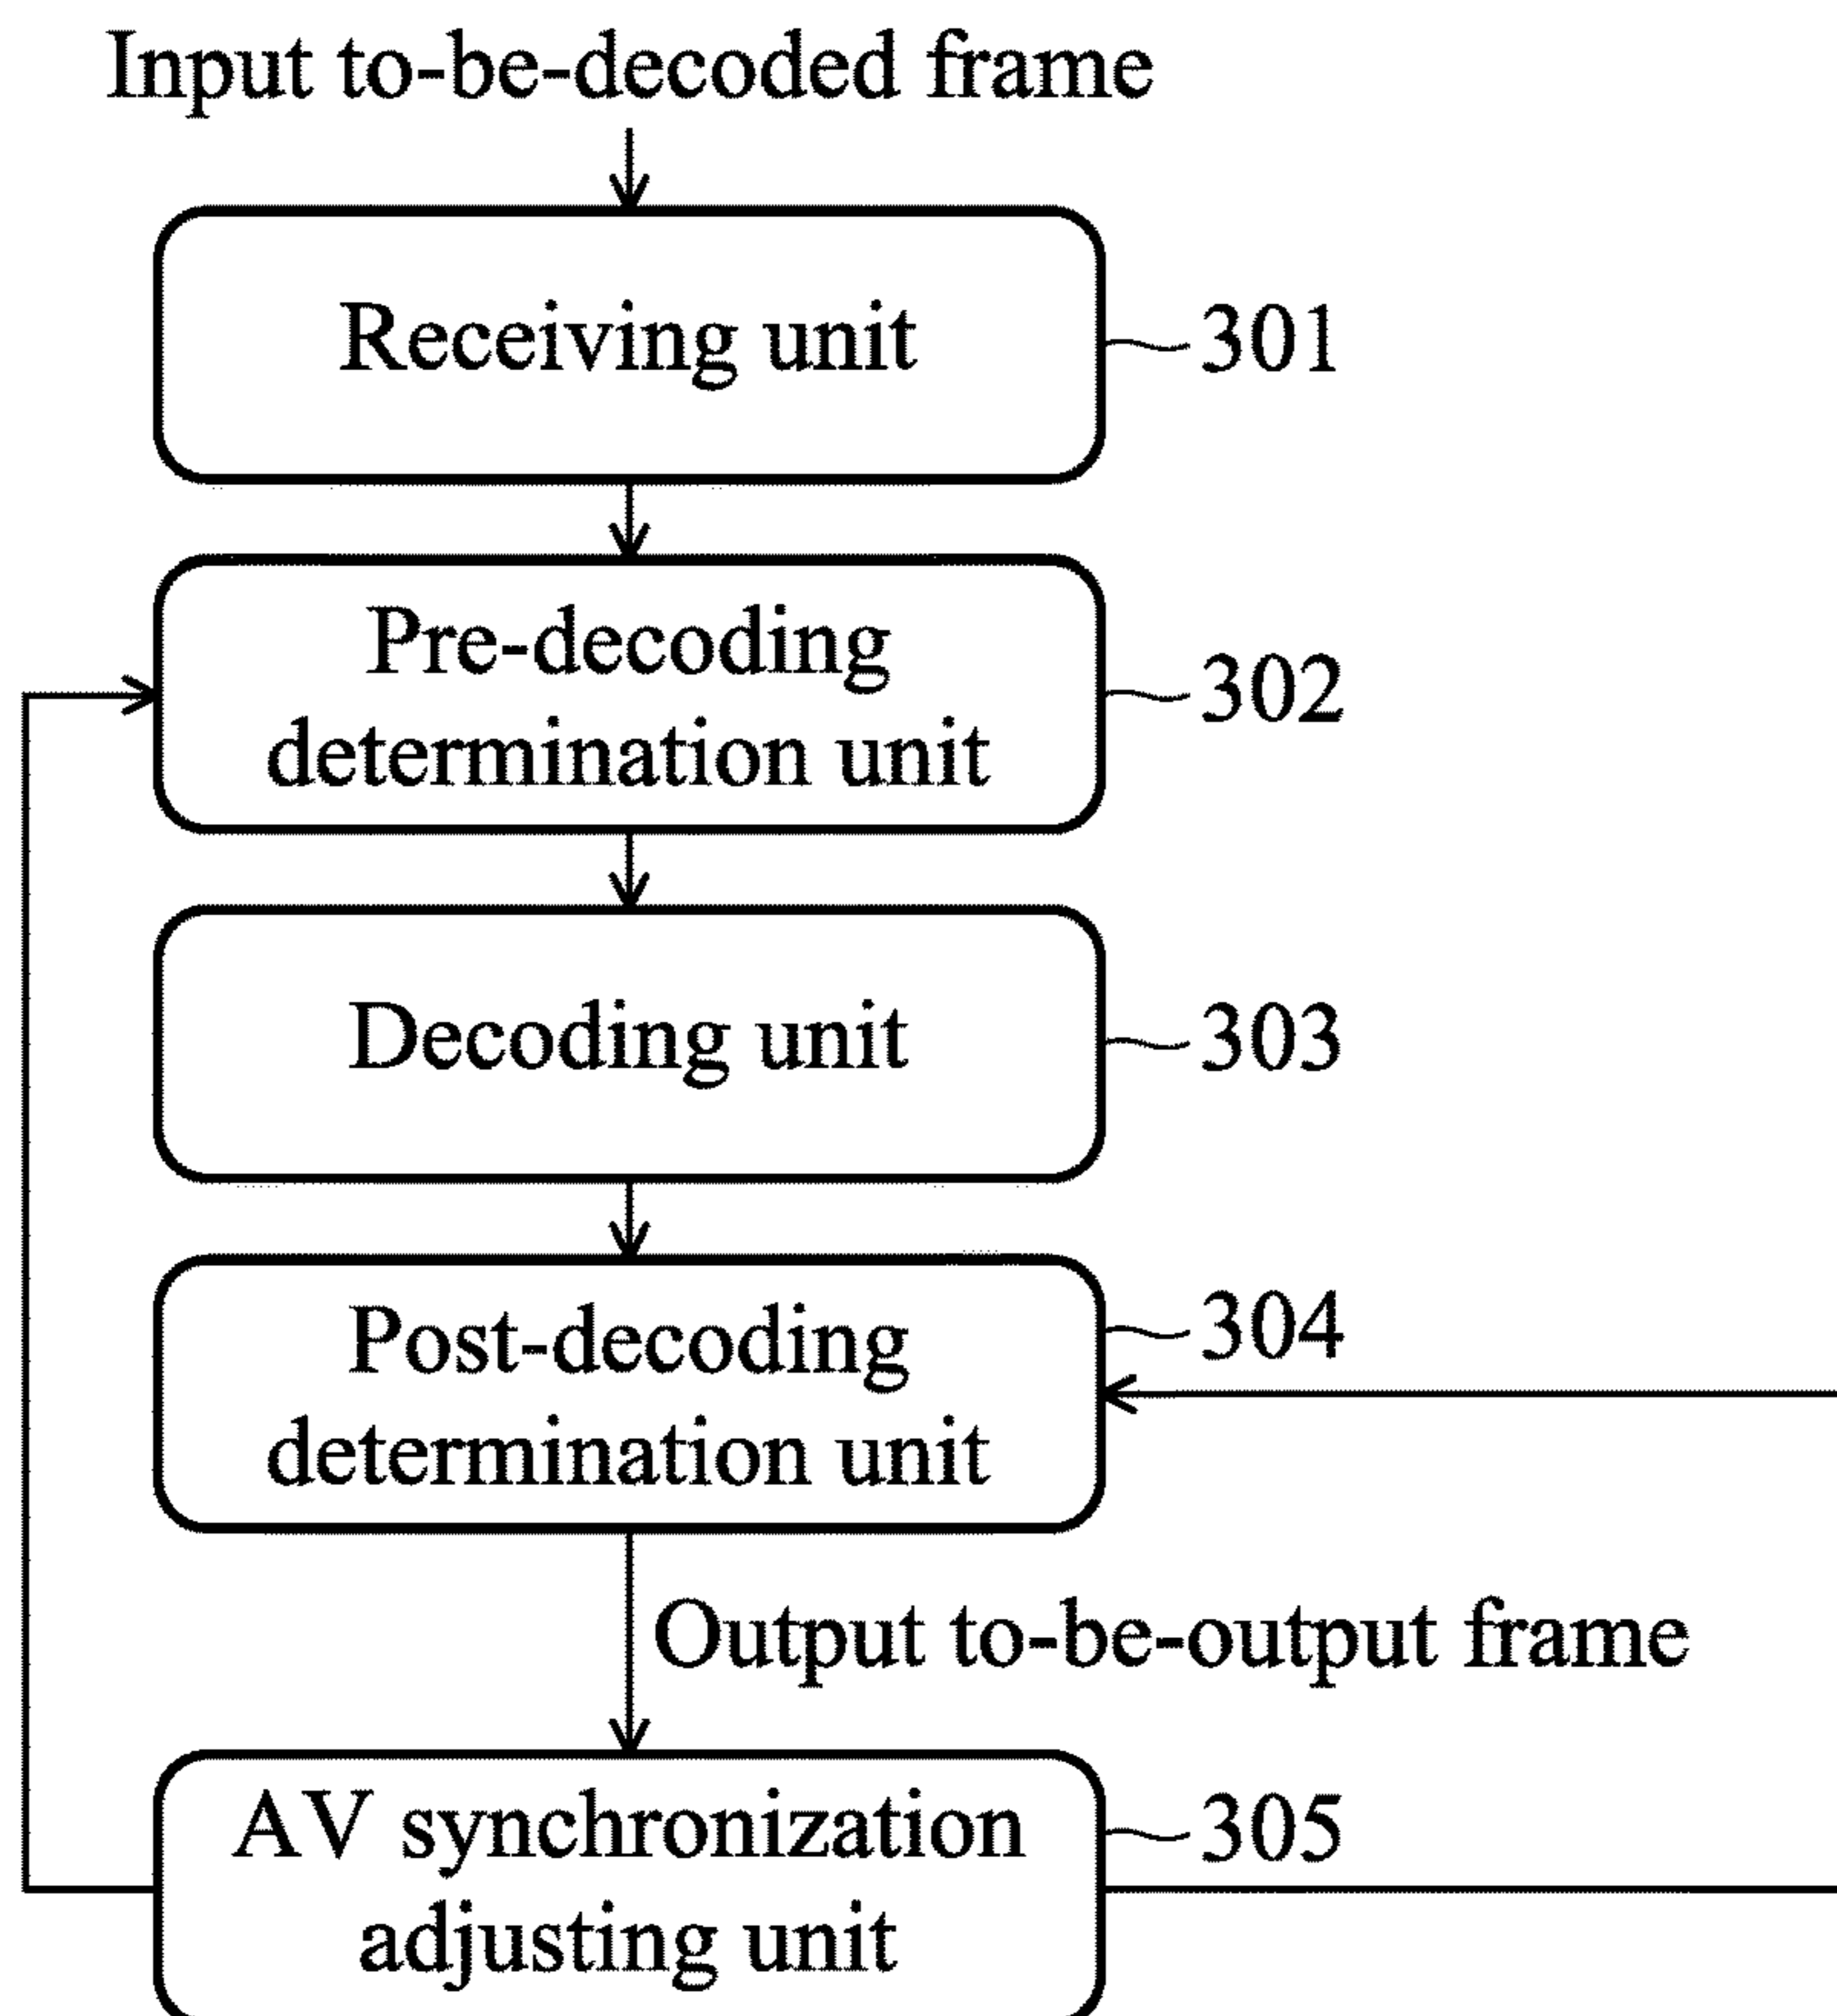 Input to-be-decoded frame
Receiving unit
301
Pre-decoding
determination unit
302
Decoding unit
303
Post-decoding
determination unit
304
Output to-be-output frame
AV synchronization
adjusting unit
305